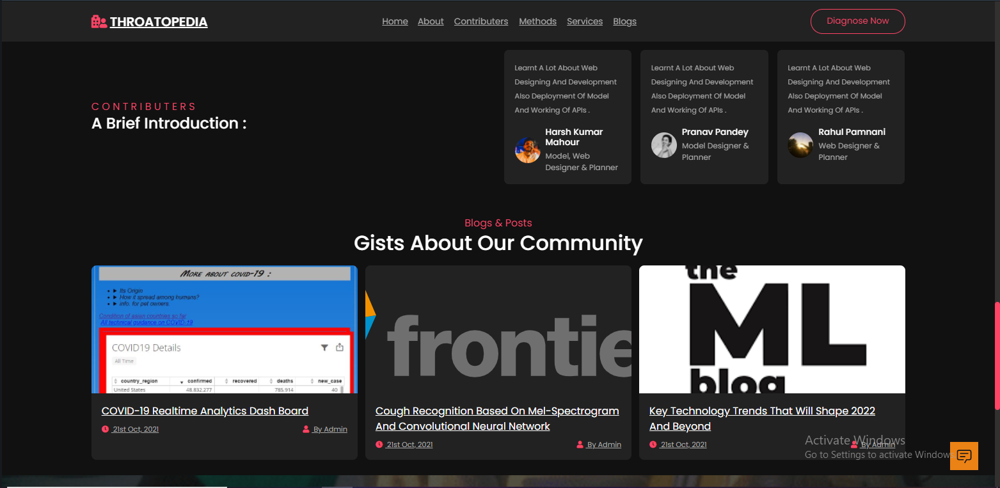 THROATOPEDIA
Home About Contributers Methods Services Blogs
Diagnose Now
CONTRIBUTERS
A Brief Introduction :
Learnt A Lot About Web
Designing And Development
Also Deployment Of Model
And Working Of APIs .
Harsh Kumar
Mahour
Model, Web
Designer & Planner
Learnt A Lot About Web
Designing And Development
Also Deployment Of Model
And Working Of APIs .
Pranav Pandey
Model Designer &
Planner
Learnt A Lot About Web
Designing And Development
Also Deployment Of Model
And Working Of APIs .
Rahul Pamnani
Web Designer &
Planner
Blogs & Posts
Gists About Our Community
More about covid-19 :
Its Origin
How it spread among humans?
info. for pet owners.
Condition of asian countries so far
All technical guidance on COVID-19
COVID19 Details
All Time
country_region confirmed recovered deaths new_case
United States 48,832,277 785,914 40
COVID-19 Realtime Analytics Dash Board
21st Oct, 2021 By Admin
frontie
Cough Recognition Based On Mel-Spectrogram
And Convolutional Neural Network
21st Oct, 2021 By Admin
the
ML
blog
Key Technology Trends That Will Shape 2022
And Beyond
21st Oct, 2021 By Admin
Activate Windows
Go to Settings to activate Windows